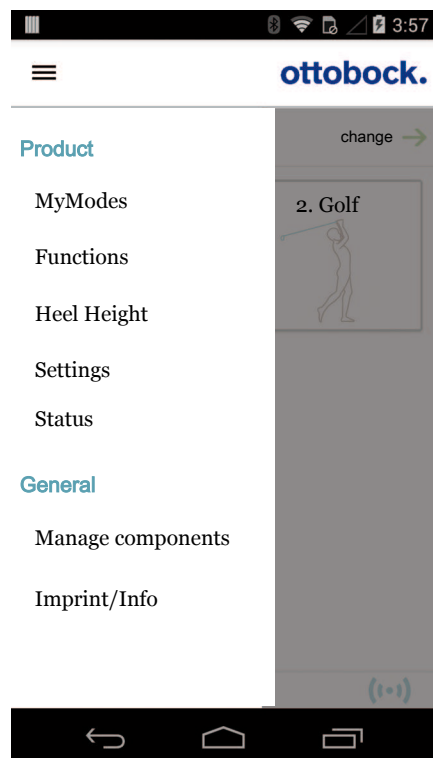 3:57
ottobock.
change
Product
MyModes
2. Golf
Functions
Heel Height
Settings
Status
General
Manage components
Imprint/Info